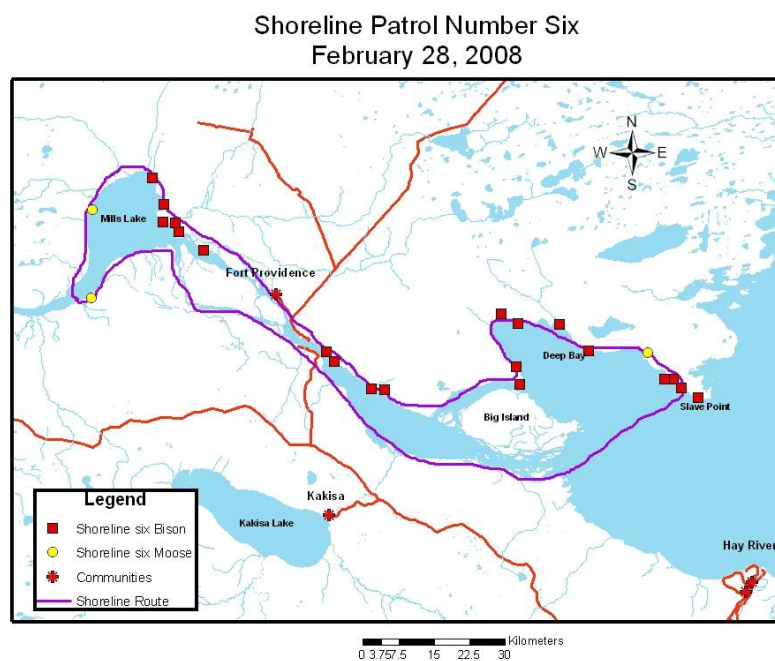 Shoreline Patrol Number Six
February 28, 2008
N
W E
S
Mills Lake
Fort Providence
Deep Bay
Slave Point
Big Island
Kakisa
Kakisa Lake
Hay River
Legend
Shoreline six Bison
Shoreline six Moose
Communities
Shoreline Route
Kilometers
0 3.75 7.5 15 22.5 30